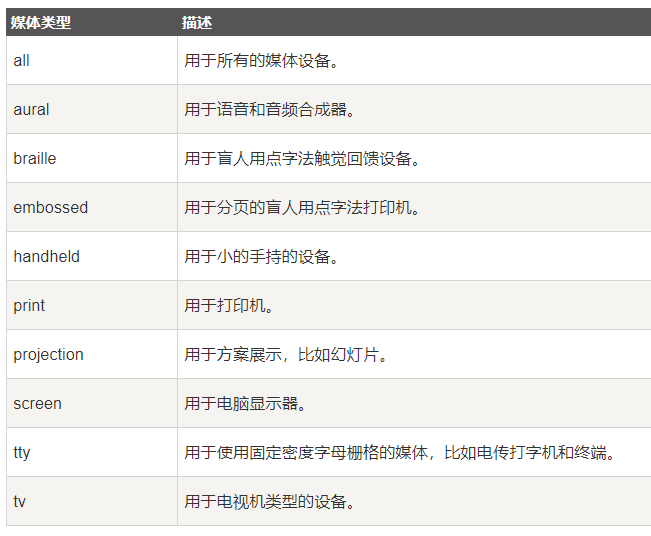 媒体类型 描述
all 用于所有的媒体设备。
aural 用于语音和音频合成器。
braille 用于盲人用点字法触觉回馈设备。
embossed 用于分页的盲人用点字法打印机。
handheld 用于小的手持的设备。
print 用于打印机。
projection 用于方案展示，比如幻灯片。
screen 用于电脑显示器。
tty 用于使用固定密度字母栅格的媒体，比如电传打字机和终端。
tv 用于电视机类型的设备。